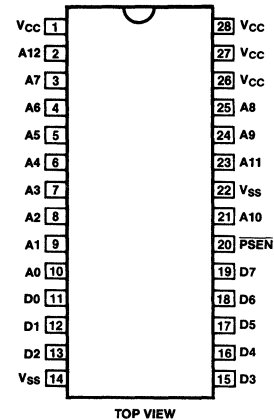 VCC 1 28 VCC
A12 2 27 VCC
A7 3 26 VCC
A6 4 25 A8
A5 5 24 A9
A4 6 23 A11
A3 7 22 VSS
A2 8 21 A10
A1 9 20 PSEN
A0 10 19 D7
D0 11 18 D6
D1 12 17 D5
D2 13 16 D4
VSS 14 15 D3
TOP VIEW